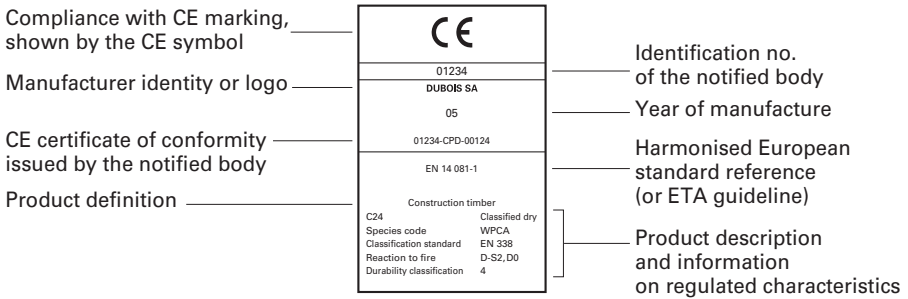 Compliance with CE marking,
shown by the CE symbol
Manufacturer identity or logo
CE certificate of conformity
issued by the notified body
Product definition
CE
01234
DUBOIS SA
05
01234-CPD-00124
EN 14 081-1
Construction timber
C24 Classified dry
Species code WPCA
Classification standard EN 338
Reaction to fire D-S2,D0
Durability classification 4
Identification no.
of the notified body
Year of manufacture
Harmonised European
standard reference
(or ETA guideline)
Product description
and information
on regulated characteristics